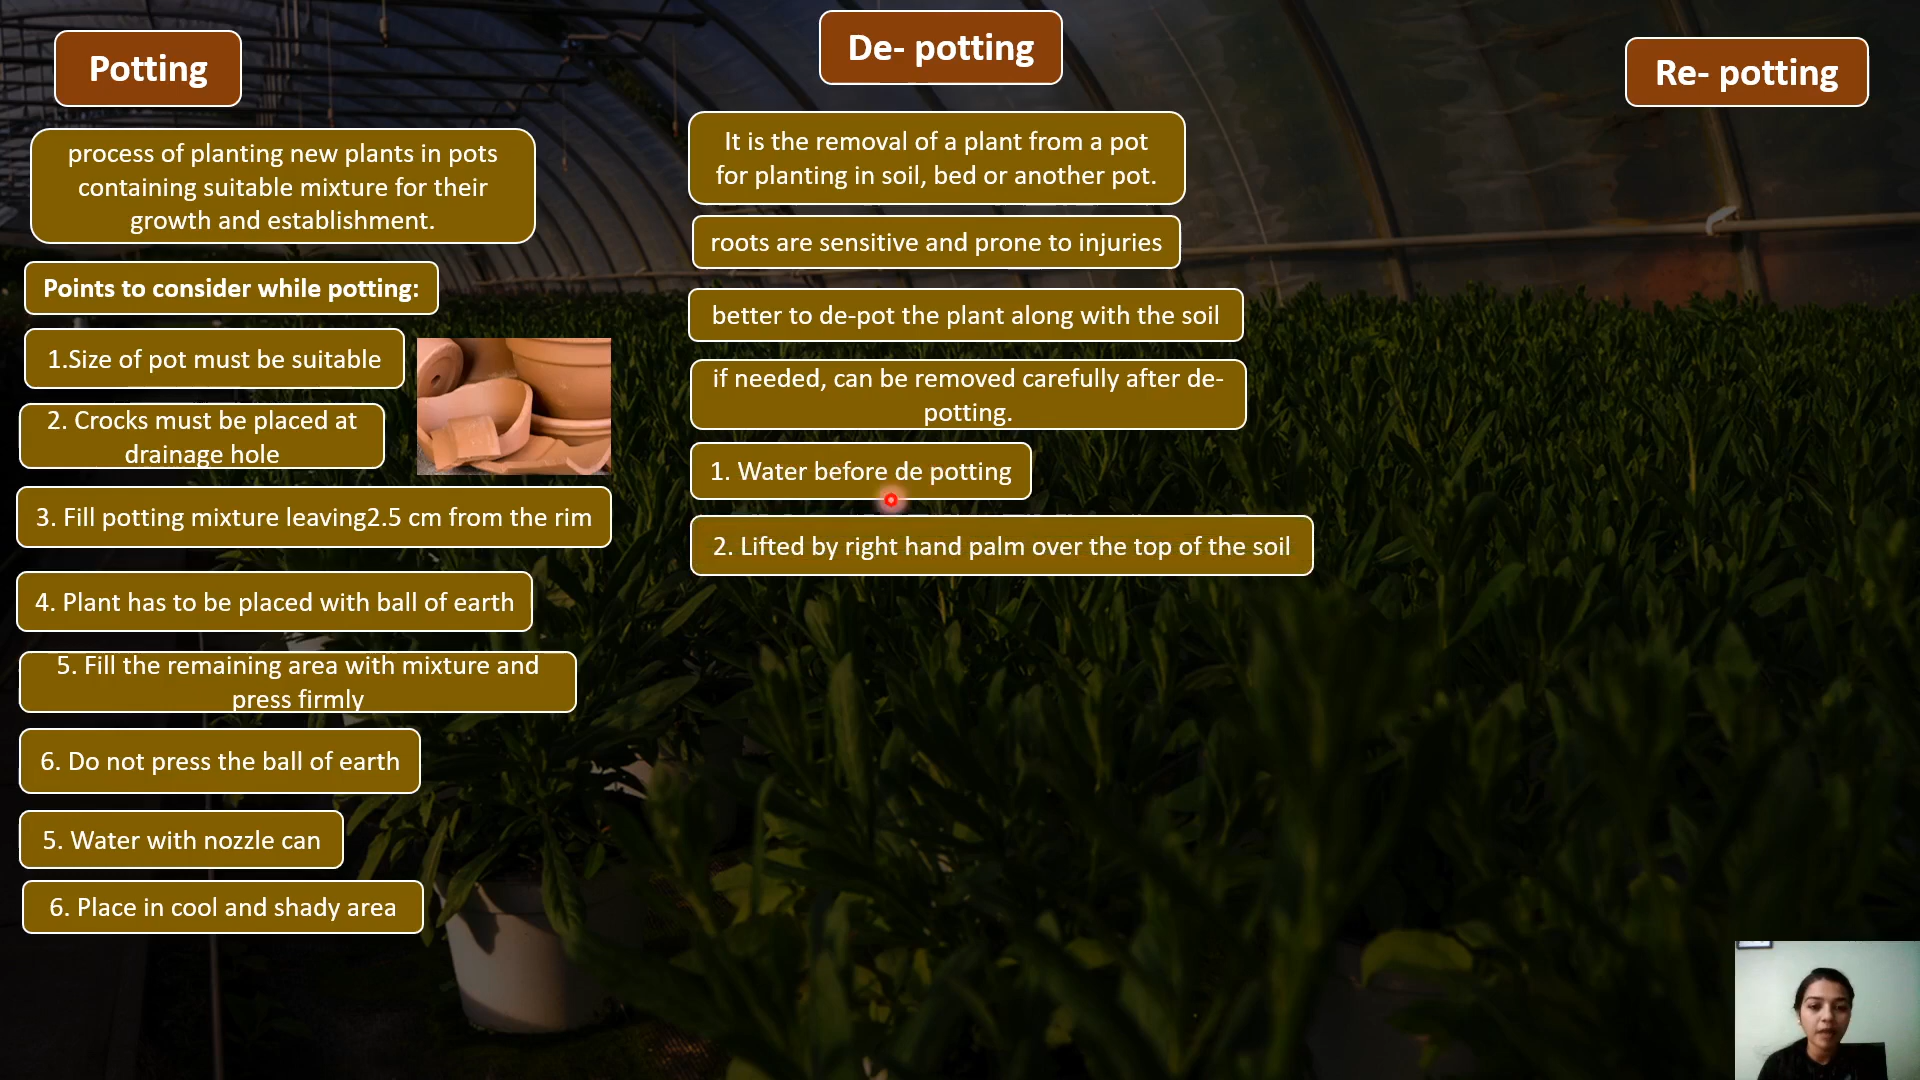 Potting
process of planting new plants in pots
containing suitable mixture for their
growth and establishment.
Points to consider while potting:
1.Size of pot must be suitable
2. Crocks must be placed at
drainage hole
3. Fill potting mixture leaving2.5 cm from the rim
4. Plant has to be placed with ball of earth
5. Fill the remaining area with mixture and
press firmly
6. Do not press the ball of earth
5. Water with nozzle can
6. Place in cool and shady area
De- potting
It is the removal of a plant from a pot
for planting in soil, bed or another pot.
roots are sensitive and prone to injuries
better to de-pot the plant along with the soil
if needed, can be removed carefully after de-
potting.
1. Water before de potting
2. Lifted by right hand palm over the top of the soil
Re- potting